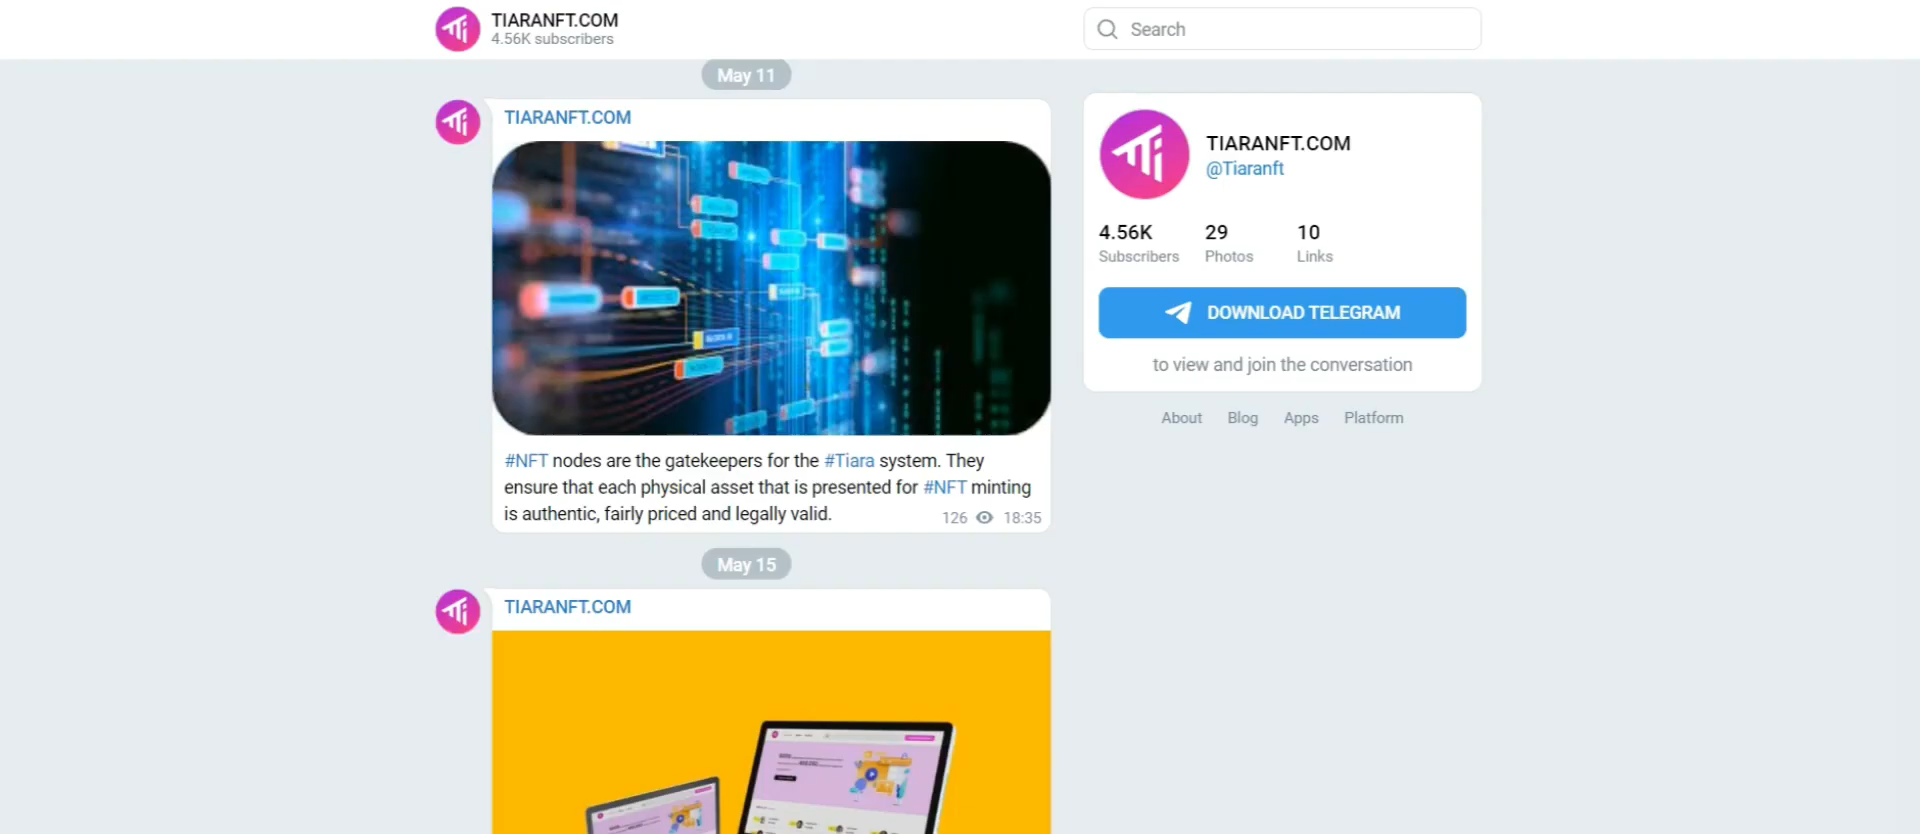 TIARANFT.COM
4.56K subscribers
Search
May 11
TIARANFT.COM
#NFT nodes are the gatekeepers for the #Tiara system. They
ensure that each physical asset that is presented for #NFT minting
is authentic, fairly priced and legally valid.
126 18:35
May 15
TIARANFT.COM
TIARANFT.COM
@Tiaranft
4.56K 29 10
Subscribers Photos Links
DOWNLOAD TELEGRAM
to view and join the conversation
About Blog Apps Platform